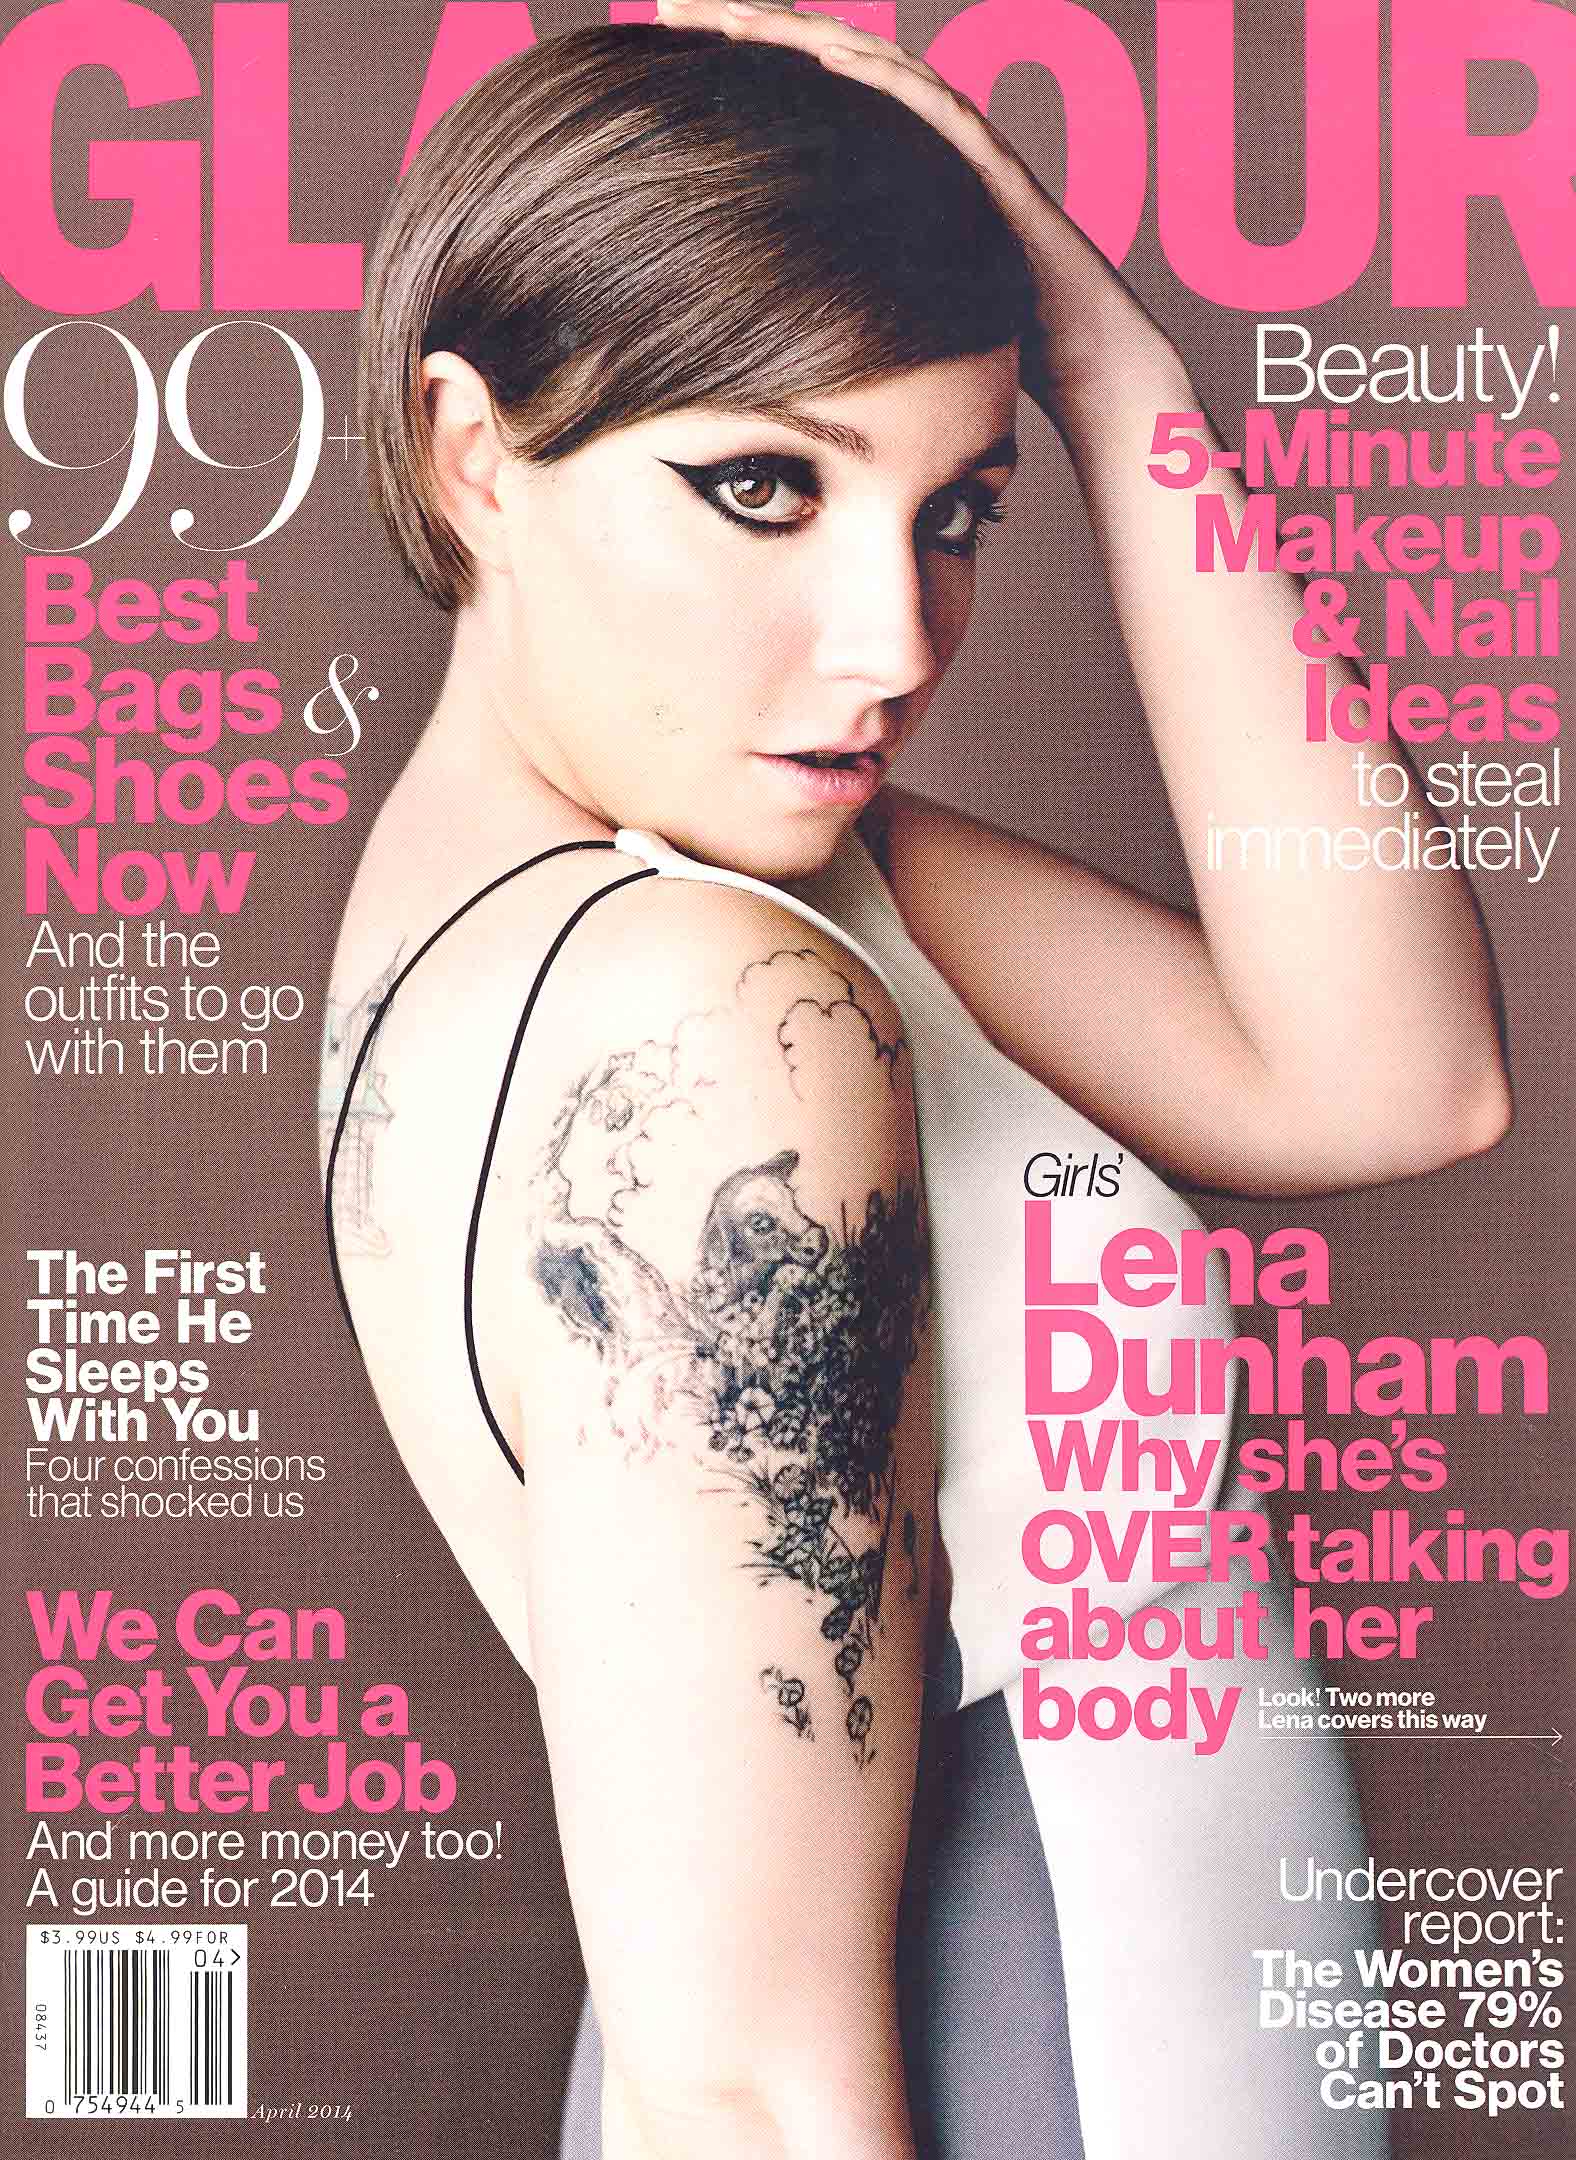 GLAMOUR
99+
Best
Bags &
Shoes
Now
And the
outfits to go
with them
The First
Time He
Sleeps
With You
Four confessions
that shocked us
We Can
Get You a
Better Job
And more money too!
A guide for 2014
$3.99US $4.99FOR
04>
08437
0 754944 5
April 2014
Beauty!
5-Minute
Makeup
& Nail
Ideas
to steal
immediately
Girls'
Lena
Dunham
Why she's
OVER talking
about her
body
Look! Two more
Lena covers this way
Undercover
report:
The Women's
Disease 79%
of Doctors
Can't Spot